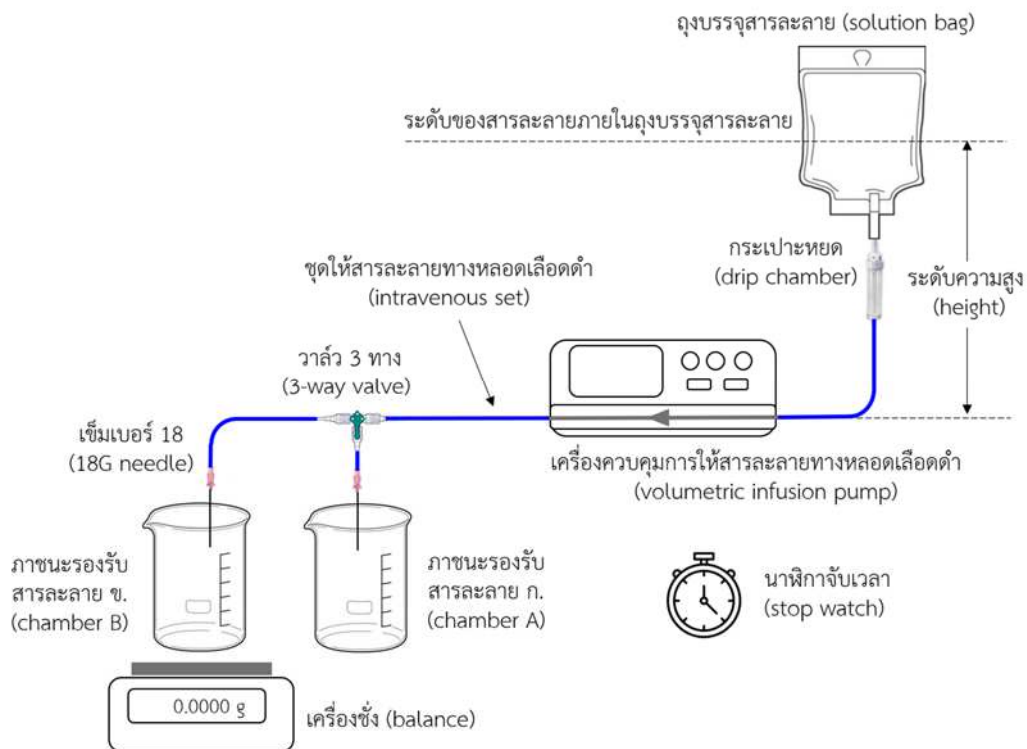 ถุงบรรจุสารละลาย (solution bag)
ระดับของสารละลายภายในถุงบรรจุสารละลาย
กระเปาะหยด
(drip chamber)
ระดับความสูง
(height)
ชุดให้สารละลายทางหลอดเลือดดำ
(intravenous set)
วาล์ว 3 ทาง
(3-way valve)
เข็มเบอร์ 18
(18G needle)
เครื่องควบคุมการให้สารละลายทางหลอดเลือดดำ
(volumetric infusion pump)
ภาชนะรองรับ
สารละลาย ข.
(chamber B)
ภาชนะรองรับ
สารละลาย ก.
(chamber A)
นาฬิกาจับเวลา
(stop watch)
0.0000 g
เครื่องชั่ง (balance)